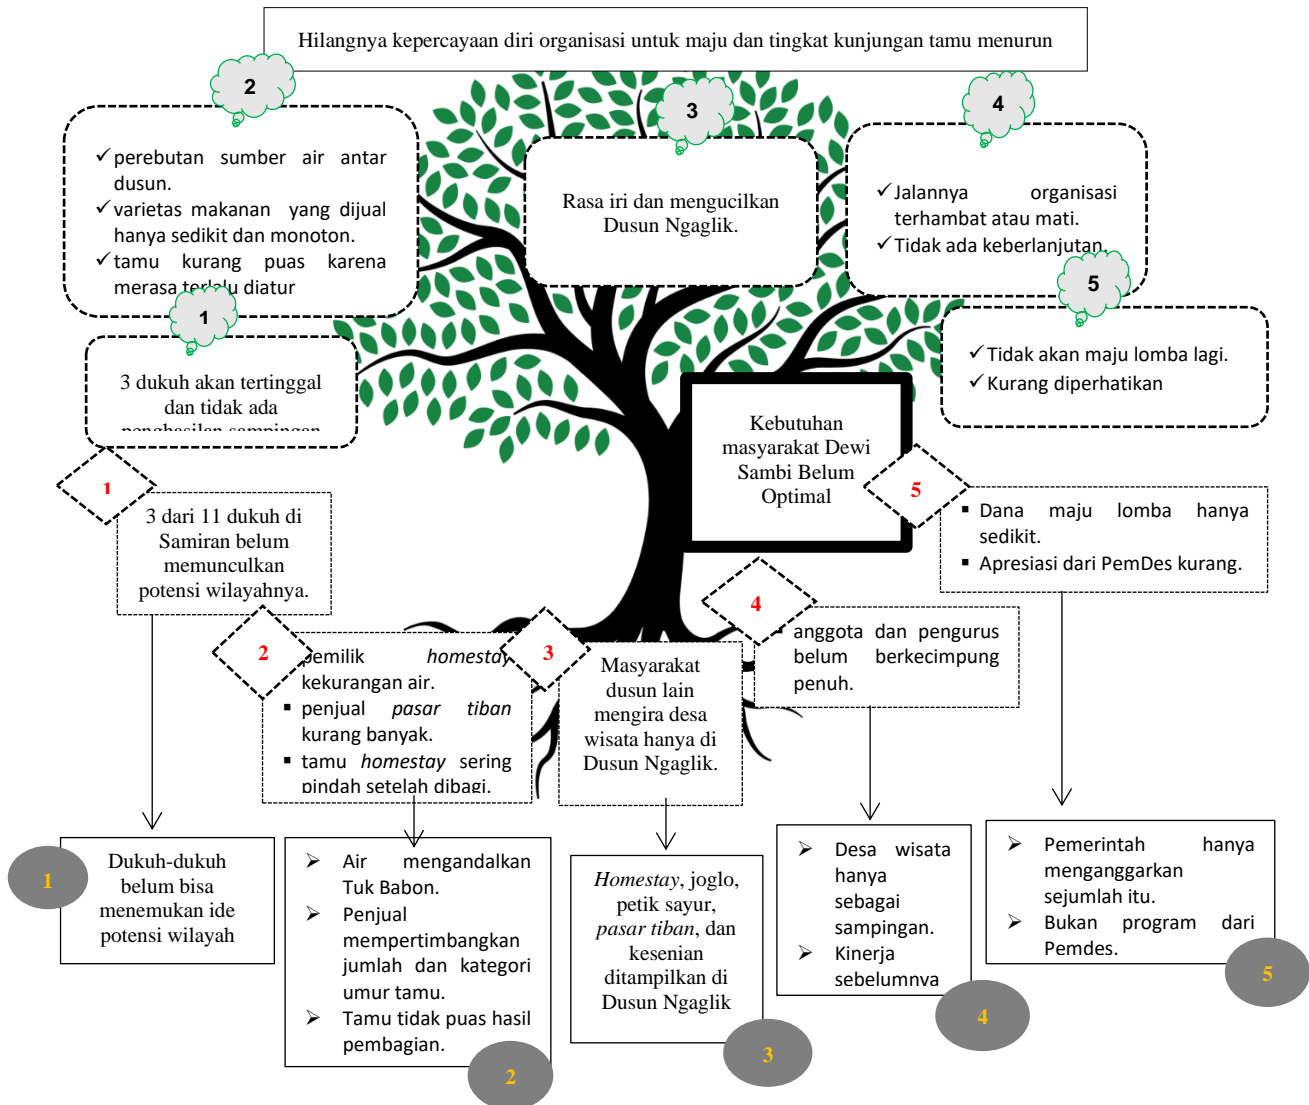 Hilangnya kepercayaan diri organisasi untuk maju dan tingkat kunjungan tamu menurun
2
✓ perebutan sumber air antar
dusun.
✓ varietas makanan yang dijual
hanya sedikit dan monoton.
✓ tamu kurang puas karena
merasa terlalu diatur
3
Rasa iri dan mengucilkan
Dusun Ngaglik.
4
✓ Jalannya organisasi
terhambat atau mati.
✓ Tidak ada keberlanjutan.
1
3 dukuh akan tertinggal
dan tidak ada
penghasilan sampingan
5
✓ Tidak akan maju lomba lagi.
✓ Kurang diperhatikan
Kebutuhan
masyarakat Dewi
Sambi Belum
Optimal
1
3 dari 11 dukuh di
Samiran belum
memunculkan
potensi wilayahnya.
2
pemilik homestay
kekurangan air.
▪ penjual pasar tiban
kurang banyak.
▪ tamu homestay sering
pindah setelah dibagi.
3
Masyarakat
dusun lain
mengira desa
wisata hanya di
Dusun Ngaglik.
4
anggota dan pengurus
belum berkecimpung
penuh.
5
▪ Dana maju lomba hanya
sedikit.
▪ Apresiasi dari PemDes kurang.
1
Dukuh-dukuh
belum bisa
menemukan ide
potensi wilayah
➢ Air mengandalkan
Tuk Babon.
➢ Penjual
mempertimbangkan
jumlah dan kategori
umur tamu.
➢ Tamu tidak puas hasil
pembagian.
2
Homestay, joglo,
petik sayur,
pasar tiban, dan
kesenian
ditampilkan di
Dusun Ngaglik
3
➢ Desa wisata
hanya
sebagai
sampingan.
➢ Kinerja
sebelumnya
4
➢ Pemerintah hanya
menganggarkan
sejumlah itu.
➢ Bukan program dari
Pemdes.
5